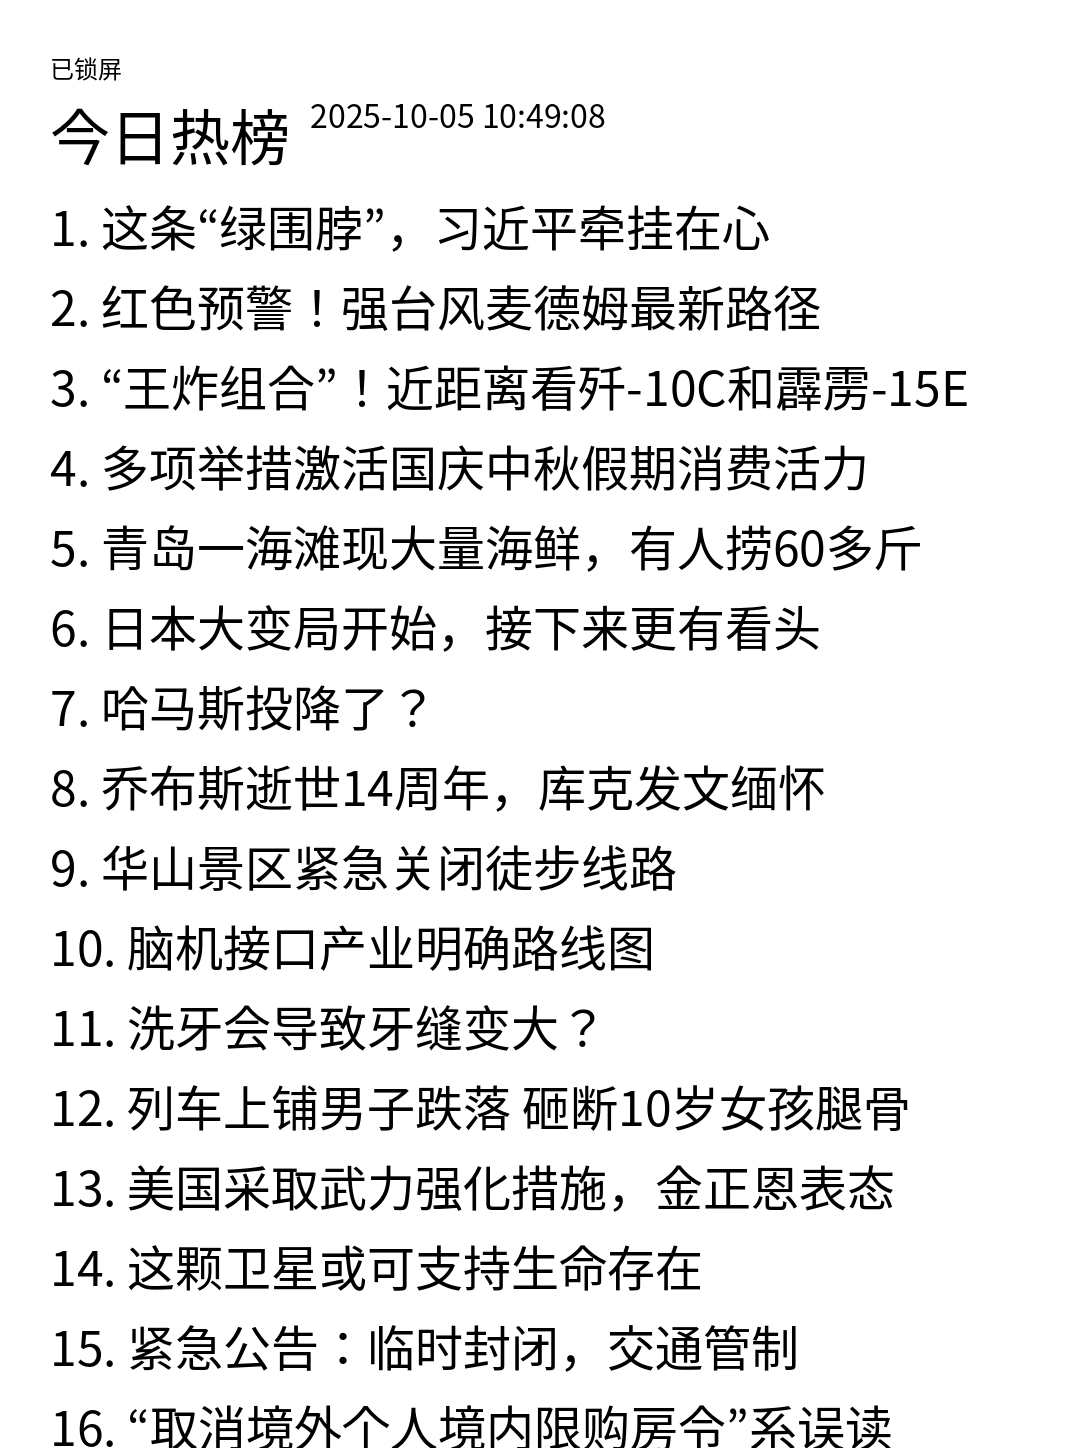 已锁屏
今日热榜 2025-10-05 10:49:08
1. 这条“绿围脖”，习近平牵挂在心
2. 红色预警！强台风麦德姆最新路径
3. “王炸组合”！近距离看歼-10C和霹雳-15E
4. 多项举措激活国庆中秋假期消费活力
5. 青岛一海滩现大量海鲜，有人捞60多斤
6. 日本大变局开始，接下来更有看头
7. 哈马斯投降了？
8. 乔布斯逝世14周年，库克发文缅怀
9. 华山景区紧急关闭徒步线路
10. 脑机接口产业明确路线图
11. 洗牙会导致牙缝变大？
12. 列车上铺男子跌落 砸断10岁女孩腿骨
13. 美国采取武力强化措施，金正恩表态
14. 这颗卫星或可支持生命存在
15. 紧急公告：临时封闭，交通管制
16. “取消境外个人境内限购房令”系误读